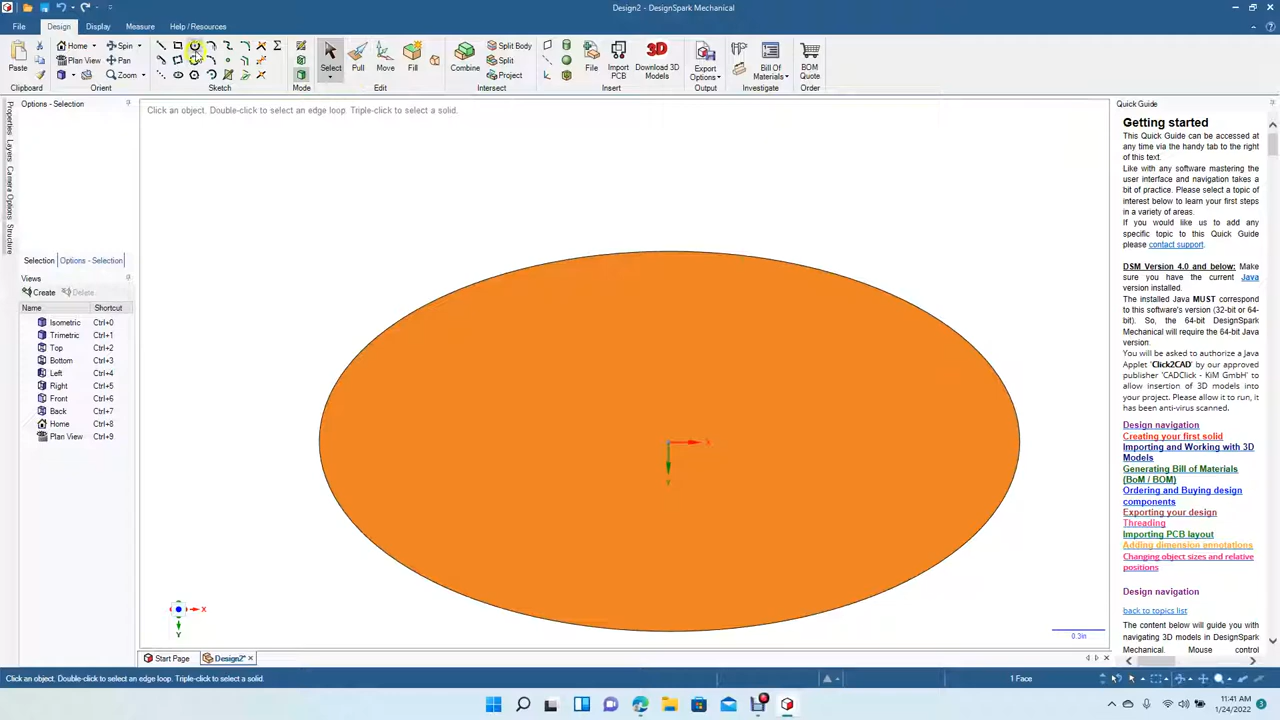 Design2 - DesignSpark Mechanical
File Design Display Measure Help / Resources
Home Spin Split Body
Plan View Pan Split
Zoom Project
Paste Select Pull Move Fill Combine File Import PCB Download 3D Models Export Options Bill Of Materials BOM Quote
3D
Clipboard Orient Sketch Mode Edit Intersect Insert Output Investigate Order
Options - Selection
Click an object. Double-click to select an edge loop. Triple-click to select a solid.
Properties
Layers
Camera Options
Structure
Selection Options - Selection
Views
Create Delete
Name Shortcut
Isometric Ctrl+0
Trimetric Ctrl+1
Top Ctrl+2
Bottom Ctrl+3
Left Ctrl+4
Right Ctrl+5
Front Ctrl+6
Back Ctrl+7
Home Ctrl+8
Plan View Ctrl+9
X
Y
X
Y
0.3in
Quick Guide
Getting started
This Quick Guide can be accessed at
any time via the handy tab to the right
of this text.
Like with any software mastering the
user interface and navigation takes a
bit of practice. Please select a topic of
interest below to learn your first steps
in a variety of areas.
If you would like us to add any
specific topic to this Quick Guide
please contact support.
DSM Version 4.0 and below: Make
sure you have the current Java
version installed.
The installed Java MUST correspond
to this software's version (32-bit or 64-
bit). So, the 64-bit DesignSpark
Mechanical will require the 64-bit Java
version.
You will be asked to authorize a Java
Applet 'Click2CAD' by our approved
publisher 'CADClick - KiM GmbH' to
allow insertion of 3D models into
your project. Please allow it to run, it
has been anti-virus scanned.
Design navigation
Creating your first solid
Importing and Working with 3D
Models
Generating Bill of Materials
(BoM / BOM)
Ordering and Buying design
components
Exporting your design
Threading
Importing PCB layout
Adding dimension annotations
Changing object sizes and relative
positions
Design navigation
back to topics list
The content below will guide you with
navigating 3D models in DesignSpark
Mechanical. Mouse control
Start Page Design2*
Click an object. Double-click to select an edge loop. Triple-click to select a solid. 1 Face
11:41 AM
1/24/2022
3